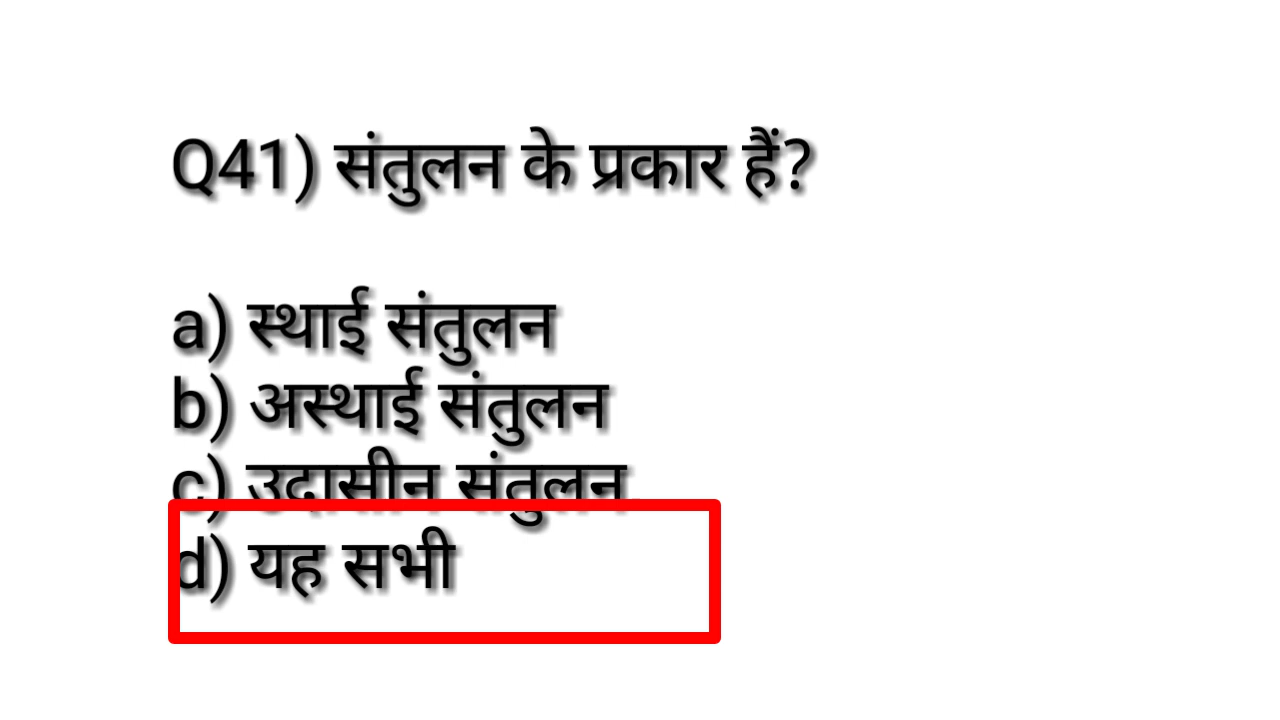 Q41) संतुलन के प्रकार हैं?
a) स्थाई संतुलन
b) अस्थाई संतुलन
c) उदासीन संतुलन
d) यह सभी